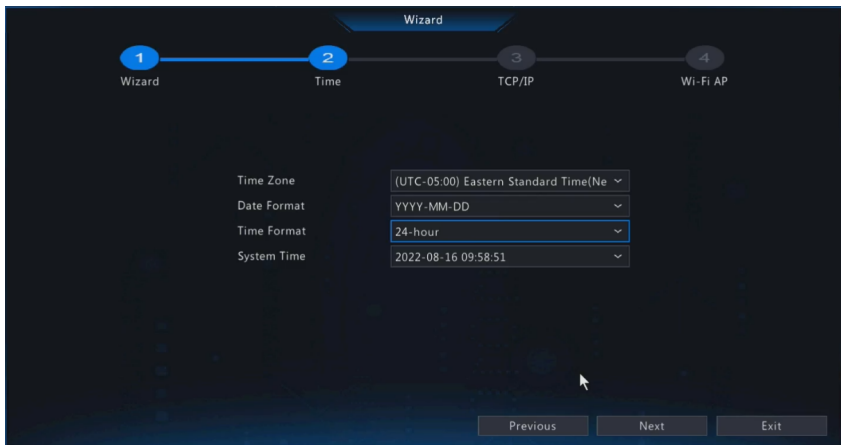 Wizard
1 2 3 4
Wizard Time TCP/IP Wi-Fi AP
Time Zone (UTC-05:00) Eastern Standard Time(Ne
Date Format YYYY-MM-DD
Time Format 24-hour
System Time 2022-08-16 09:58:51
Previous Next Exit